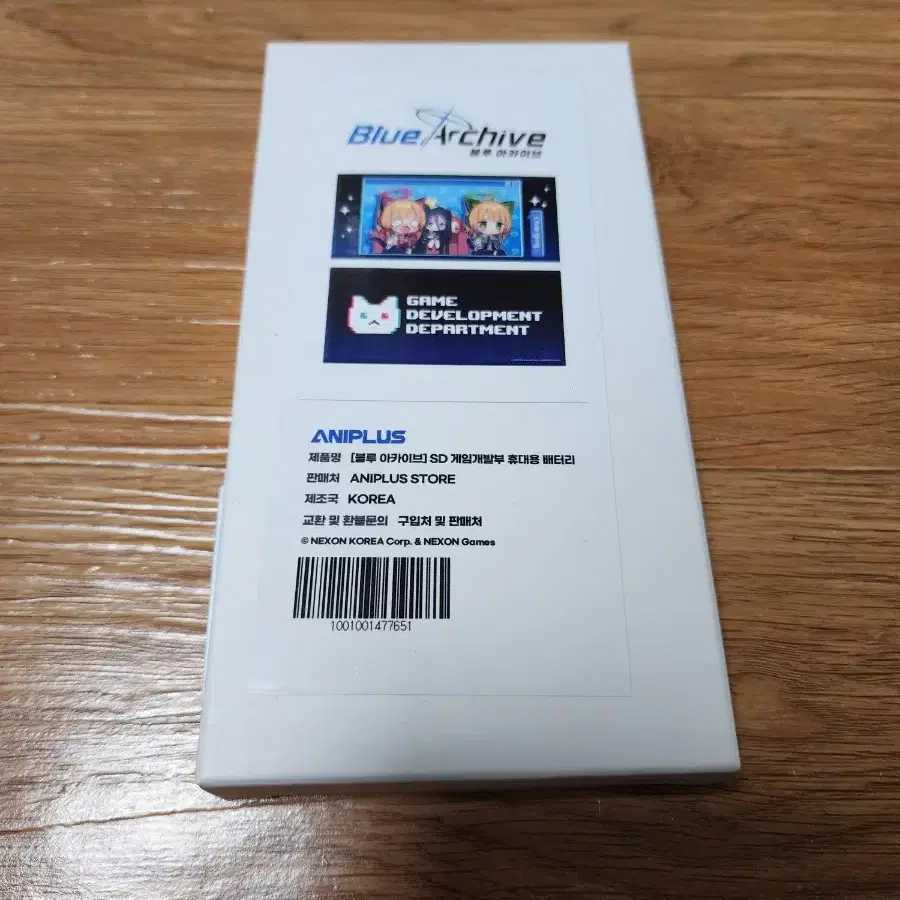 Blue Archive
블루 아카이브
GAME
DEVELOPMENT
DEPARTMENT
ANIPLUS
제품명 [블루 아카이브] SD 게임개발부 휴대용 배터리
판매처 ANIPLUS STORE
제조국 KOREA
교환 및 환불문의 구입처 및 판매처
© NEXON KOREA Corp. & NEXON Games
1001001477651